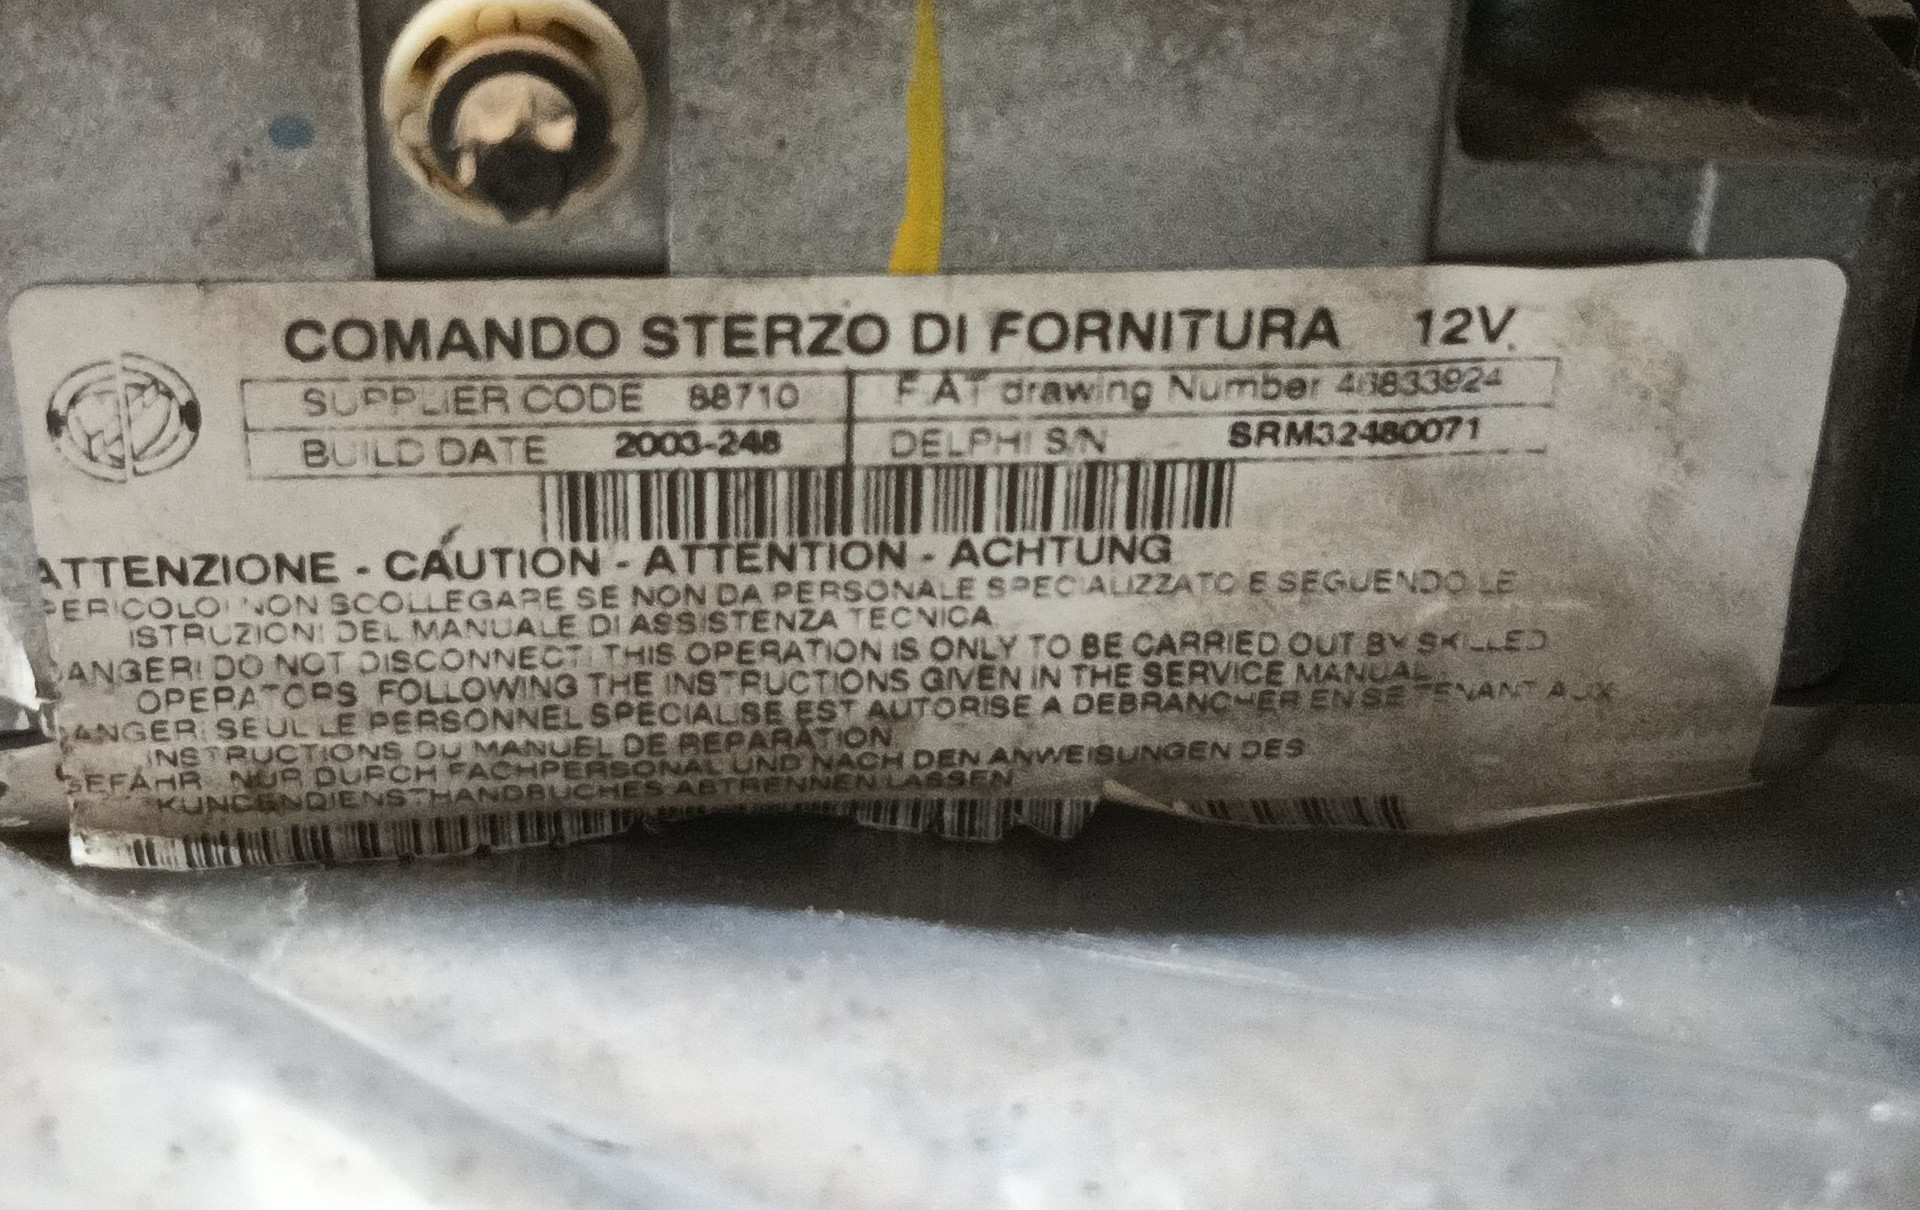 COMANDO STERZO DI FORNITURA 12V.
SUPPLIER CODE 88710 FIAT drawing Number 46833924
BUILD DATE 2003-248 DELPHI S/N SRM32480071
ATTENZIONE - CAUTION - ATTENTION - ACHTUNG
PERICOLO! NON SCOLLEGARE SE NON DA PERSONALE SPECIALIZZATO E SEGUENDO LE
ISTRUZIONI DEL MANUALE DI ASSISTENZA TECNICA
DANGER! DO NOT DISCONNECT! THIS OPERATION IS ONLY TO BE CARRIED OUT BY SKILLED
OPERATORS FOLLOWING THE INSTRUCTIONS GIVEN IN THE SERVICE MANUAL.
DANGER! SEUL LE PERSONNEL SPECIALISE EST AUTORISE A DEBRANCHER EN SE TENANT AUX
INSTRUCTIONS DU MANUEL DE REPARATION
GEFAHR NUR DURCH FACHPERSONAL UND NACH DEN ANWEISUNGEN DES
KUNDENDIENSTHANDBUCHES ABTRENNEN LASSEN